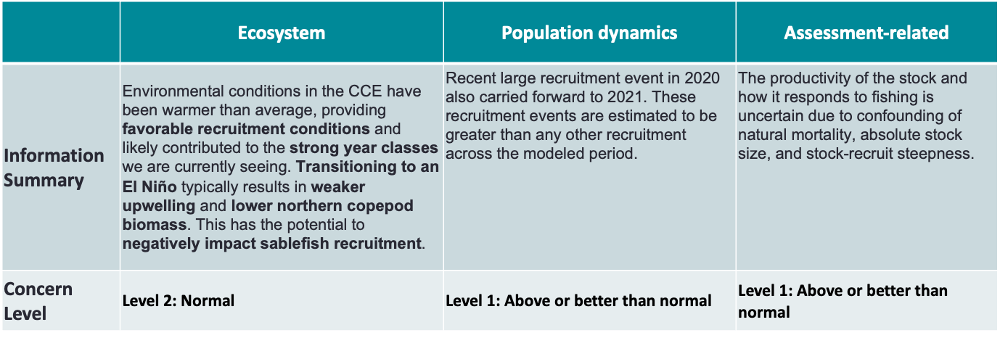 Ecosystem
Population dynamics
Assessment-related
Information
Summary
Environmental conditions in the CCE have
been warmer than average, providing
favorable recruitment conditions and
likely contributed to the strong year classes
we are currently seeing. Transitioning to an
El Niño typically results in weaker
upwelling and lower northern copepod
biomass. This has the potential to
negatively impact sablefish recruitment.
Recent large recruitment event in 2020
also carried forward to 2021. These
recruitment events are estimated to be
greater than any other recruitment
across the modeled period.
The productivity of the stock and
how it responds to fishing is
uncertain due to confounding of
natural mortality, absolute stock
size, and stock-recruit steepness.
Concern
Level
Level 2: Normal
Level 1: Above or better than normal
Level 1: Above or better than
normal